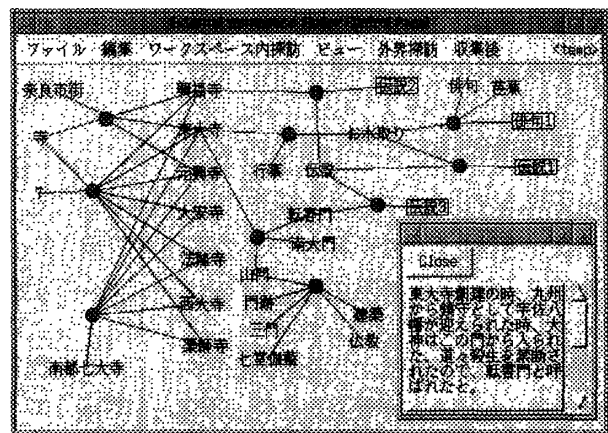 ファイル 編集 ワークスペース内探訪 ビュー 外界探訪 収集後 <temp>
奈良市街
興福寺
伝説2
俳句 芭蕉
寺
東大寺
お水取り
俳句1
元興寺
行事
伝説
伝説1
大安寺
転害門
伝説3
南大門
法隆寺
山門
Close
西大寺
門跡
三門
建築
薬師寺
七堂伽藍
仏教
南都七大寺
東大寺創建の時、九州
から鎮守として宇佐八
幡が迎えられた時、大
神はこの門から入られ
た。道々殺生を禁断さ
れたので、転害門と呼
ばれたと。